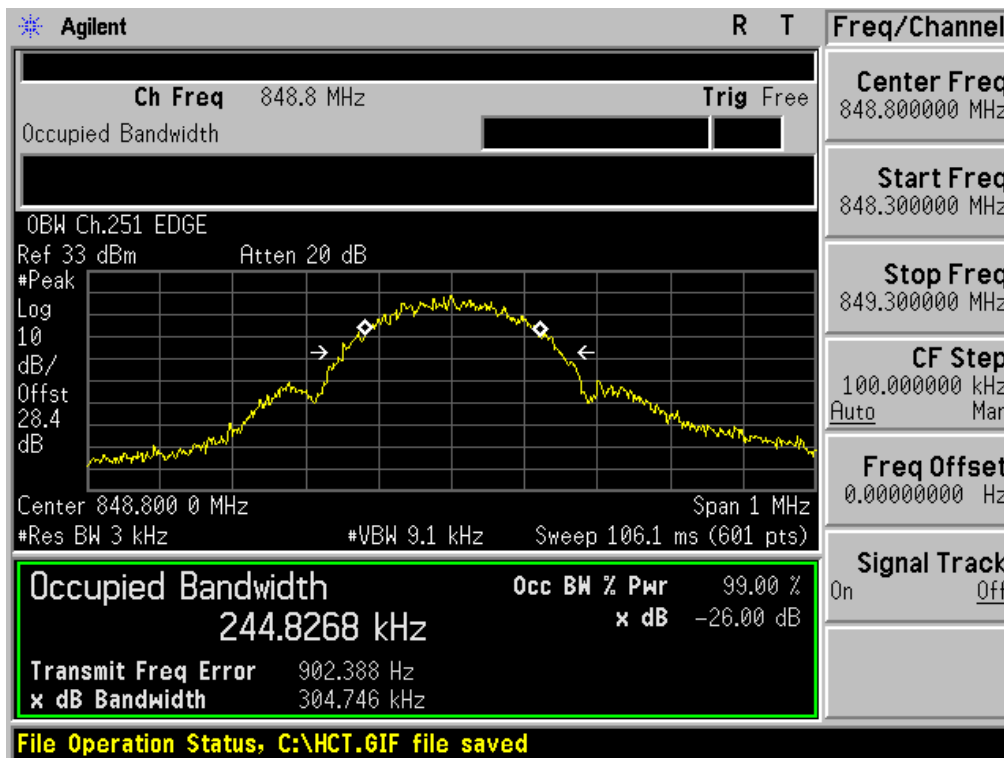 Agilent R T Freq/Channel
Ch Freq 848.8 MHz Trig Free
Occupied Bandwidth
Center Freq
848.800000 MHz
Start Freq
848.300000 MHz
Stop Freq
849.300000 MHz
CF Step
100.000000 kHz
Auto Man
Freq Offset
0.00000000 Hz
Signal Track
On Off
OBW Ch.251 EDGE
Ref 33 dBm Atten 20 dB
#Peak
Log
10
dB/
Offst
28.4
dB
Center 848.800 0 MHz Span 1 MHz
#Res BW 3 kHz #VBW 9.1 kHz Sweep 106.1 ms (601 pts)
Occupied Bandwidth Occ BW % Pwr 99.00 %
244.8268 kHz x dB -26.00 dB
Transmit Freq Error 902.388 Hz
x dB Bandwidth 304.746 kHz
File Operation Status, C:\HCT.GIF file saved